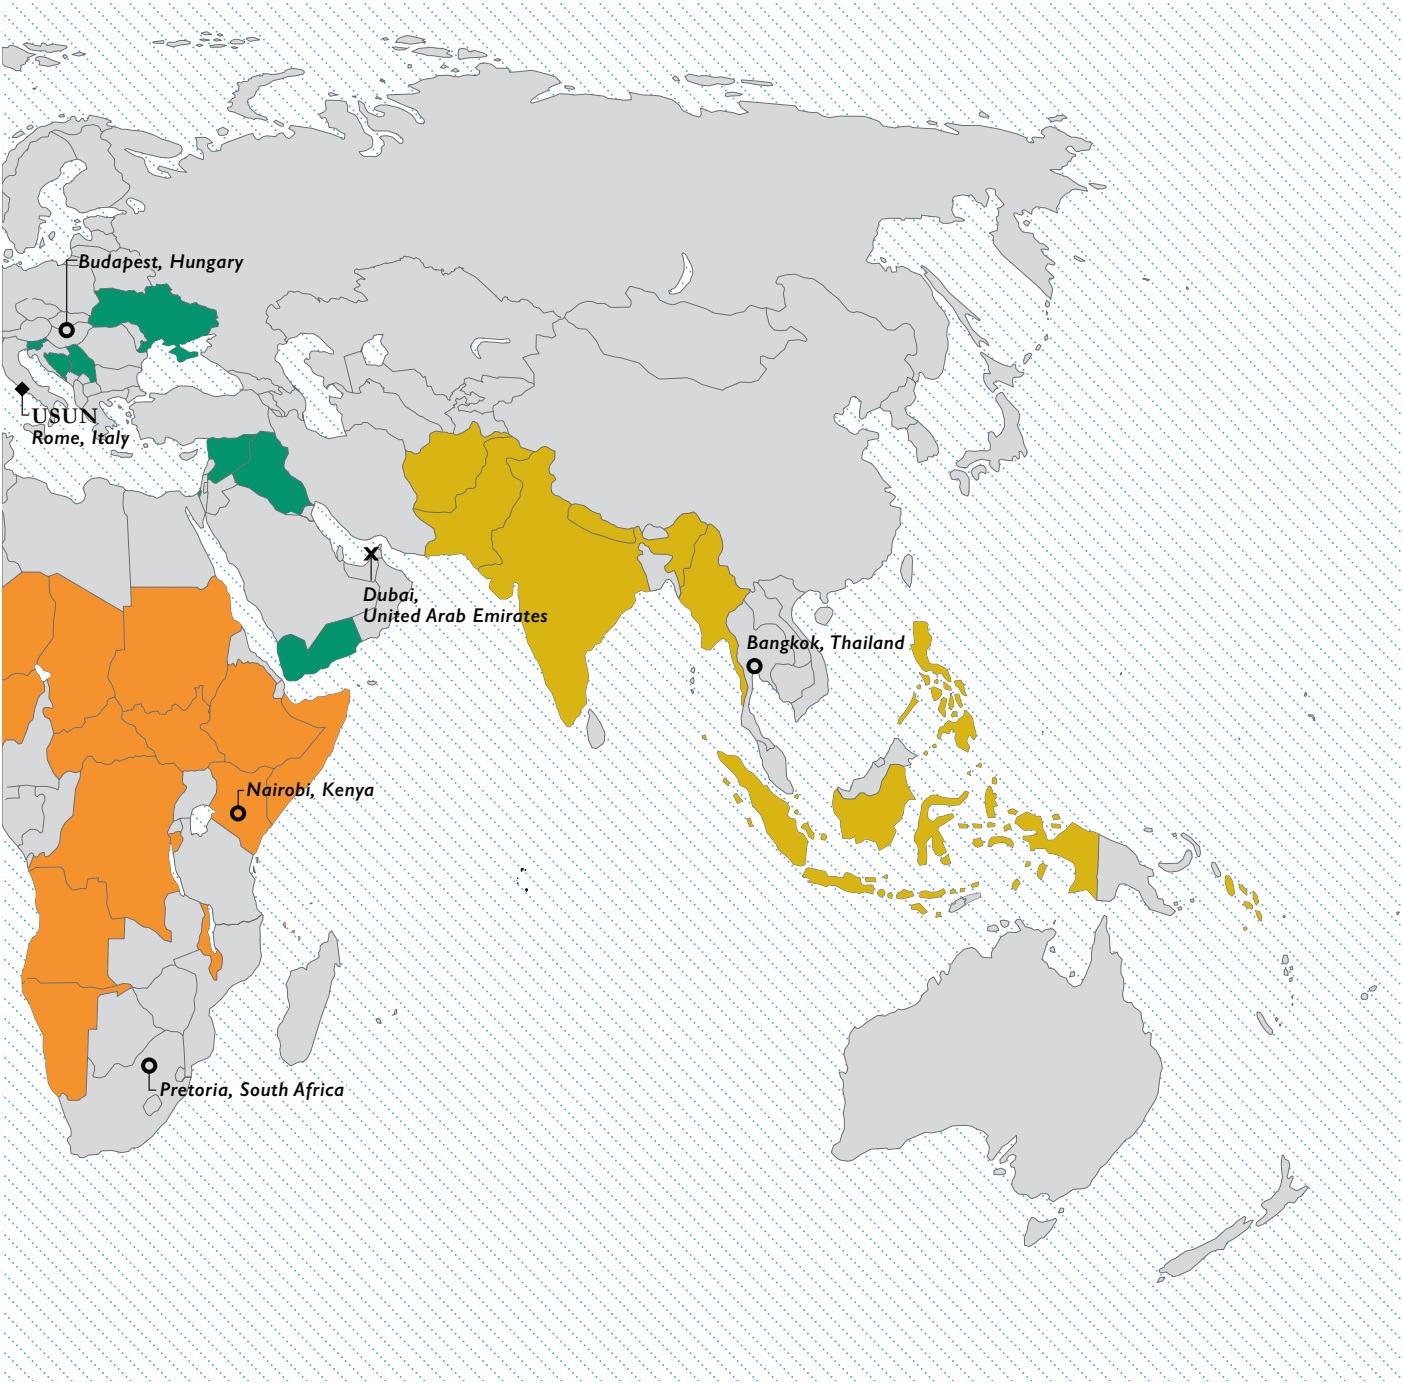 Budapest, Hungary
USUN
Rome, Italy
Dubai,
United Arab Emirates
Bangkok, Thailand
Nairobi, Kenya
Pretoria, South Africa